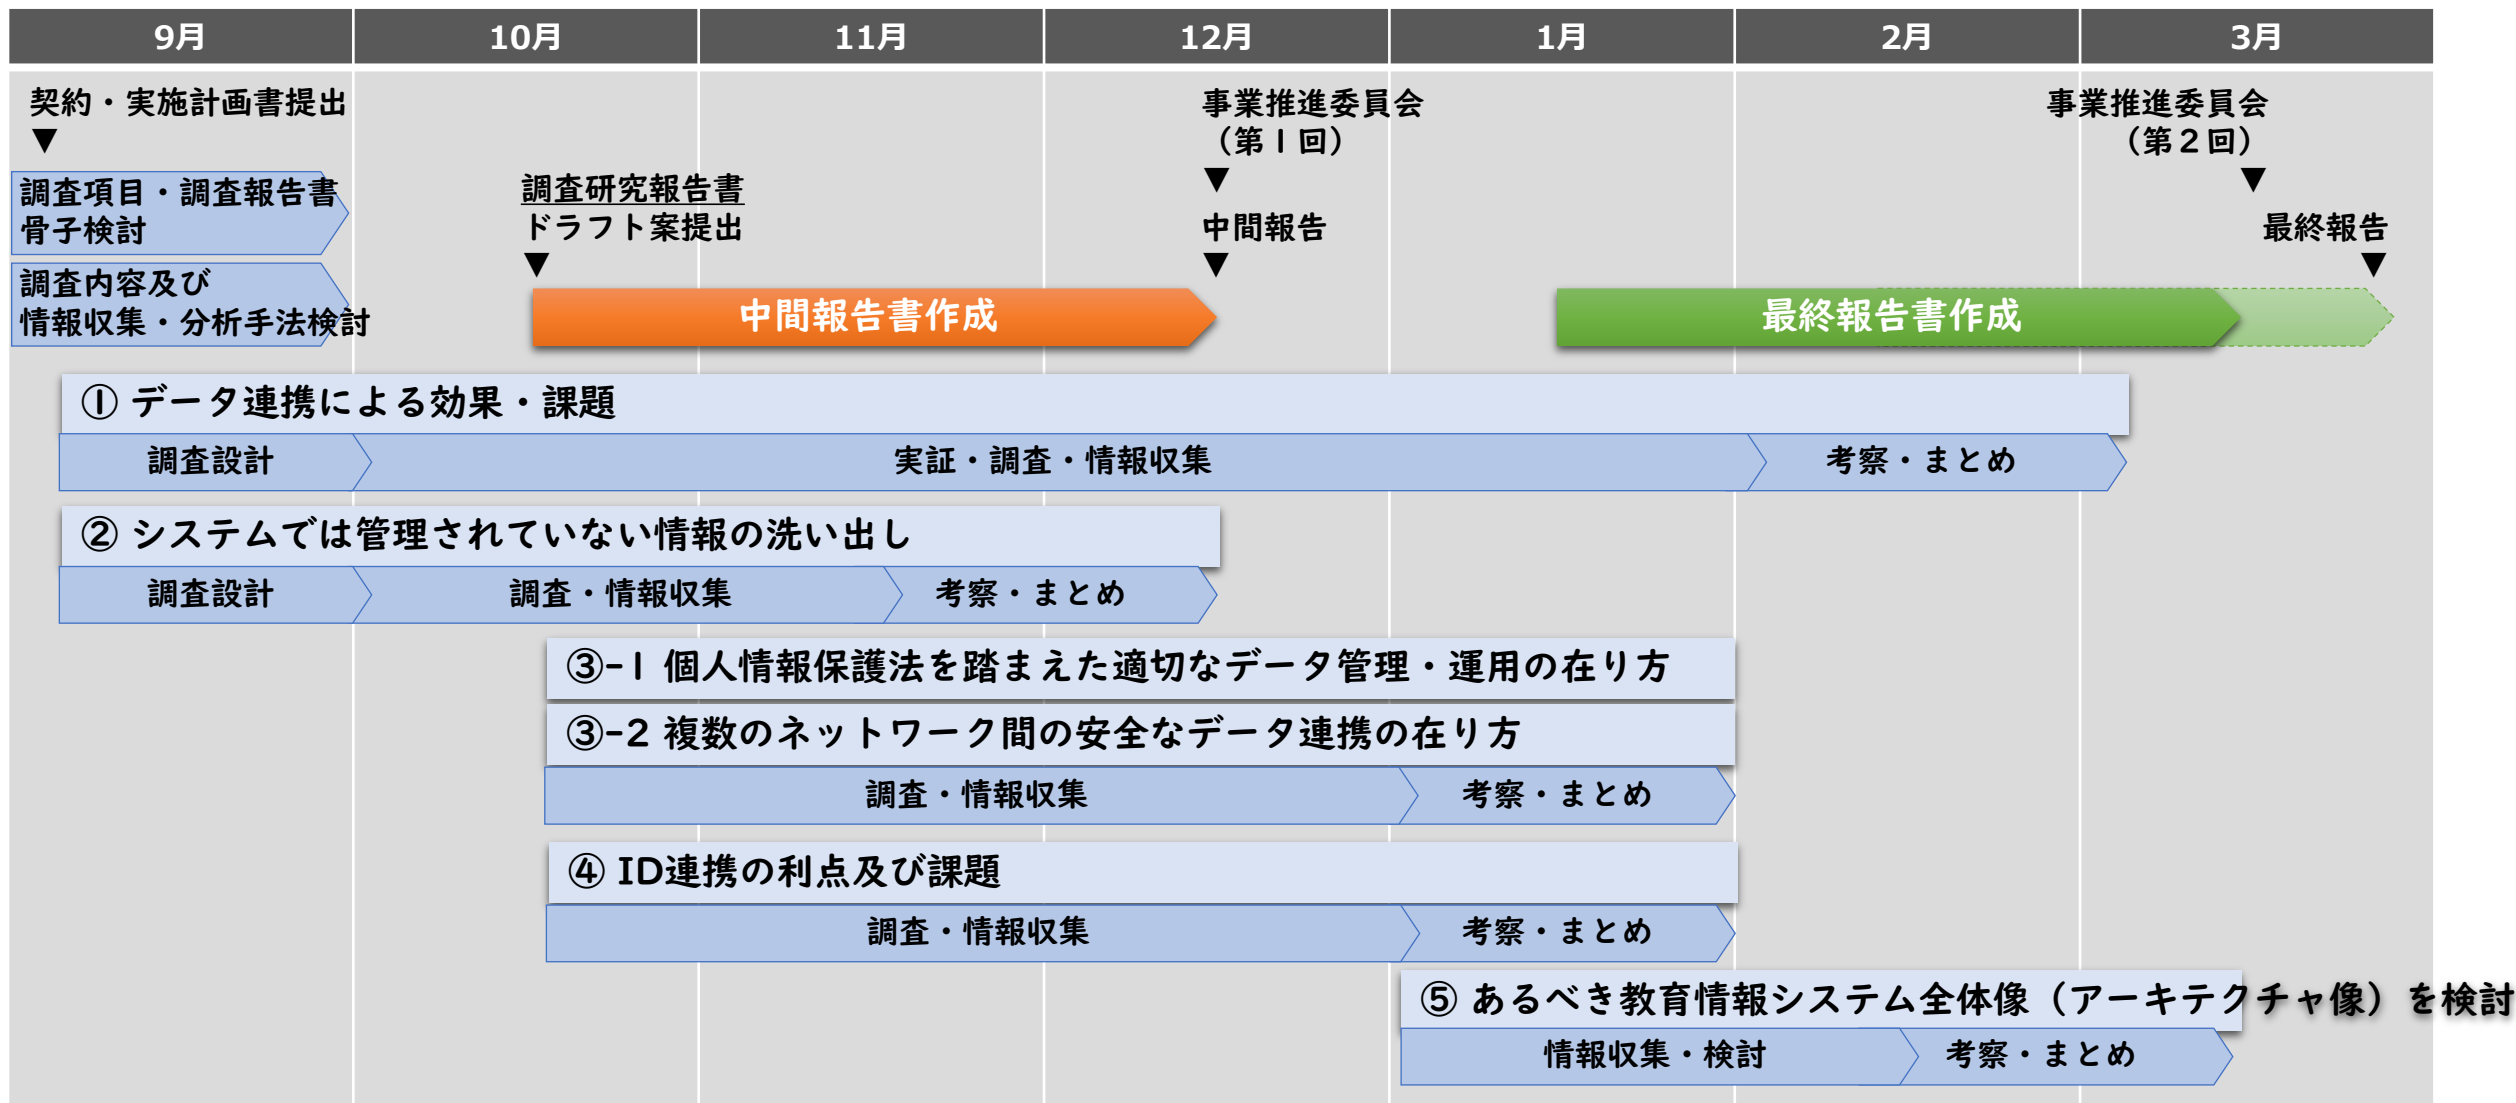 9月
10月
11月
12月
1月
2月
3月
契約・実施計画書提出
▼
事業推進委員会
（第１回）
▼
事業推進委員会
（第２回）
▼
調査項目・調査報告書
骨子検討
調査研究報告書
ドラフト案提出
▼
中間報告
▼
最終報告
▼
調査内容及び
情報収集・分析手法検討
中間報告書作成
最終報告書作成
① データ連携による効果・課題
調査設計
実証・調査・情報収集
考察・まとめ
② システムでは管理されていない情報の洗い出し
調査設計
調査・情報収集
考察・まとめ
③-1 個人情報保護法を踏まえた適切なデータ管理・運用の在り方
③-2 複数のネットワーク間の安全なデータ連携の在り方
調査・情報収集
考察・まとめ
④ ID連携の利点及び課題
調査・情報収集
考察・まとめ
⑤ あるべき教育情報システム全体像（アーキテクチャ像）を検討
情報収集・検討
考察・まとめ